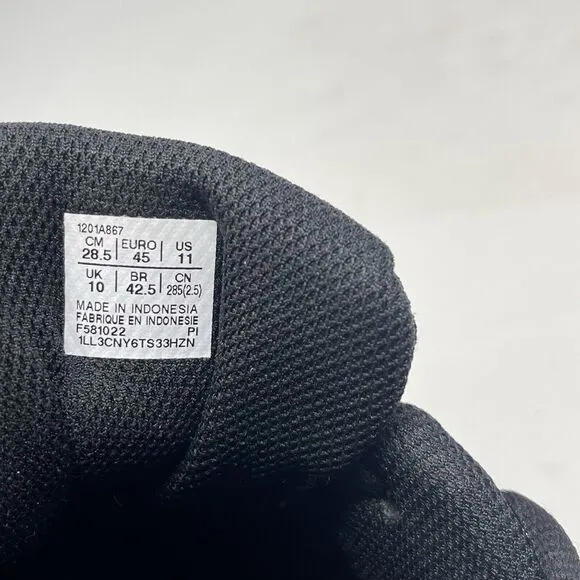 1201A867
CM EURO US
28.5 45 11
UK BR CN
10 42.5 285(2.5)
MADE IN INDONESIA
FABRIQUE EN INDONESIE
F581022 PI
1LL3CNY6TS33HZN